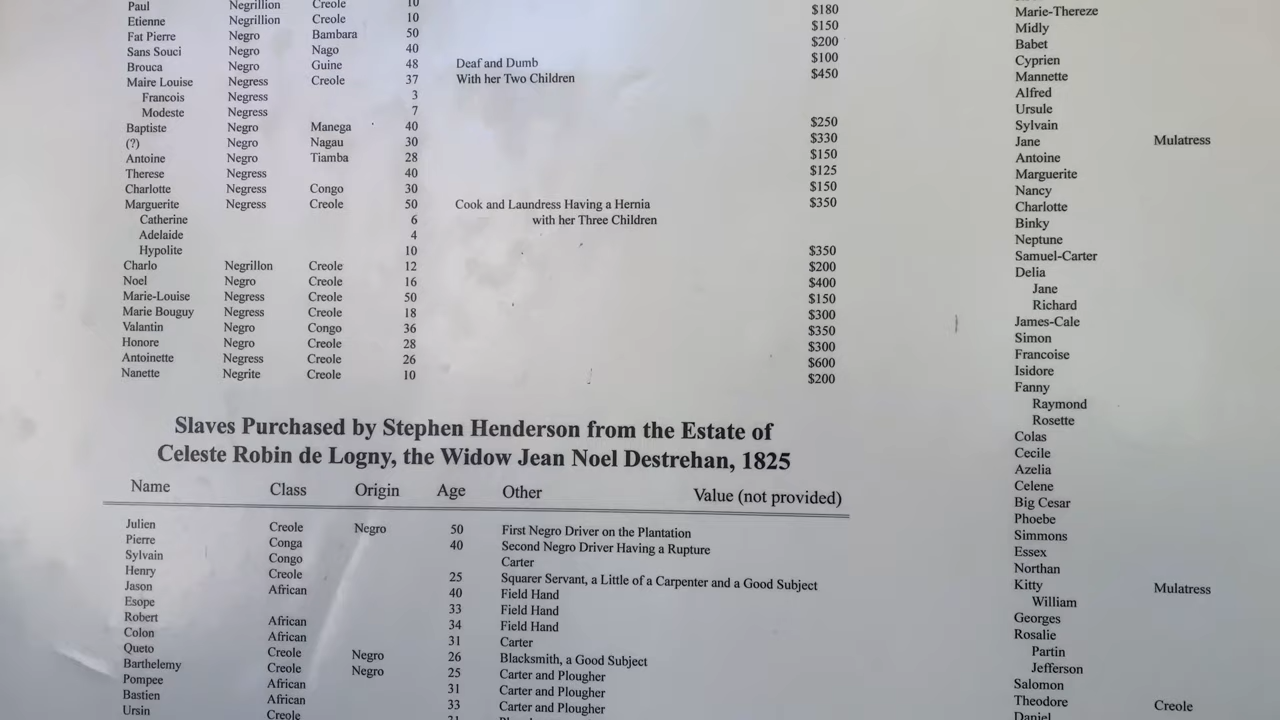 Paul Negrillion Creole 10
Etienne Negrillion Creole 10 $180
Fat Pierre Negro Bambara 50 $150
Sans Souci Negro Nago 40 $200
Brouca Negro Guine 48 Deaf and Dumb $100
Maire Louise Negress Creole 37 With her Two Children $450
Francois Negress 3
Modeste Negress 7
Baptiste Negro Manega 40 $250
(?) Negro Nagau 30 $330
Antoine Negro Tiamba 28 $150
Therese Negress 40 $125
Charlotte Negress Congo 30 $150
Marguerite Negress Creole 50 Cook and Laundress Having a Hernia $350
Catherine 6 with her Three Children
Adelaide 4
Hypolite 10 $350
Charlo Negrillon Creole 12 $200
Noel Negro Creole 16 $400
Marie-Louise Negress Creole 50 $150
Marie Bouguy Negress Creole 18 $300
Valantin Negro Congo 36 $350
Honore Negro Creole 28 $300
Antoinette Negress Creole 26 $600
Nanette Negrite Creole 10 $200
Slaves Purchased by Stephen Henderson from the Estate of
Celeste Robin de Logny, the Widow Jean Noel Destrehan, 1825
Name Class Origin Age Other Value (not provided)
Julien Creole Negro 50 First Negro Driver on the Plantation
Pierre Conga 40 Second Negro Driver Having a Rupture
Sylvain Congo Carter
Henry Creole 25 Squarer Servant, a Little of a Carpenter and a Good Subject
Jason African 40 Field Hand
Esope 33 Field Hand
Robert African 34 Field Hand
Colon African 31 Carter
Queto Creole Negro 26 Blacksmith, a Good Subject
Barthelemy Creole Negro 25 Carter and Plougher
Pompee African 31 Carter and Plougher
Bastien African 33 Carter and Plougher
Ursin Creole
Marie-Thereze
Midly
Babet
Cyprien
Mannette
Alfred
Ursule
Sylvain
Jane Mulatress
Antoine
Marguerite
Nancy
Charlotte
Binky
Neptune
Samuel-Carter
Delia
Jane
Richard
James-Cale
Simon
Francoise
Isidore
Fanny
Raymond
Rosette
Colas
Cecile
Azelia
Celene
Big Cesar
Phoebe
Simmons
Essex
Northan
Kitty Mulatress
William
Georges
Rosalie
Partin
Jefferson
Salomon
Theodore Creole
Daniel